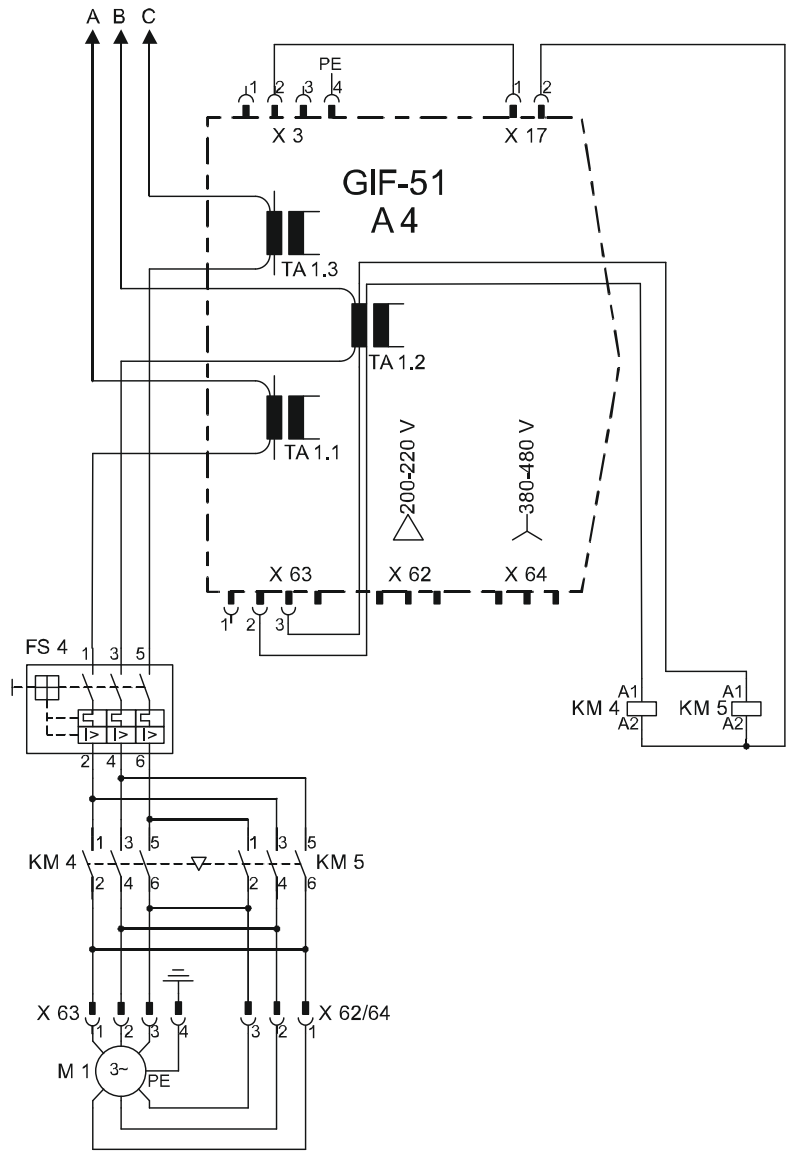 A B C
PE
1 2 3 4 1 2
X 3 X 17
GIF-51
A 4
TA 1.3
TA 1.2
TA 1.1
200-220 V
380-480 V
X 63 X 62 X 64
1 2 3
FS 4 1 3 5
I> I> I>
2 4 6
A1 A1
KM 4 KM 5
A2 A2
1 3 5 1 3 5
KM 4 KM 5
2 4 6 2 4 6
X 63 X 62/64
1 2 3 4 3 2 1
M 1 3~ PE